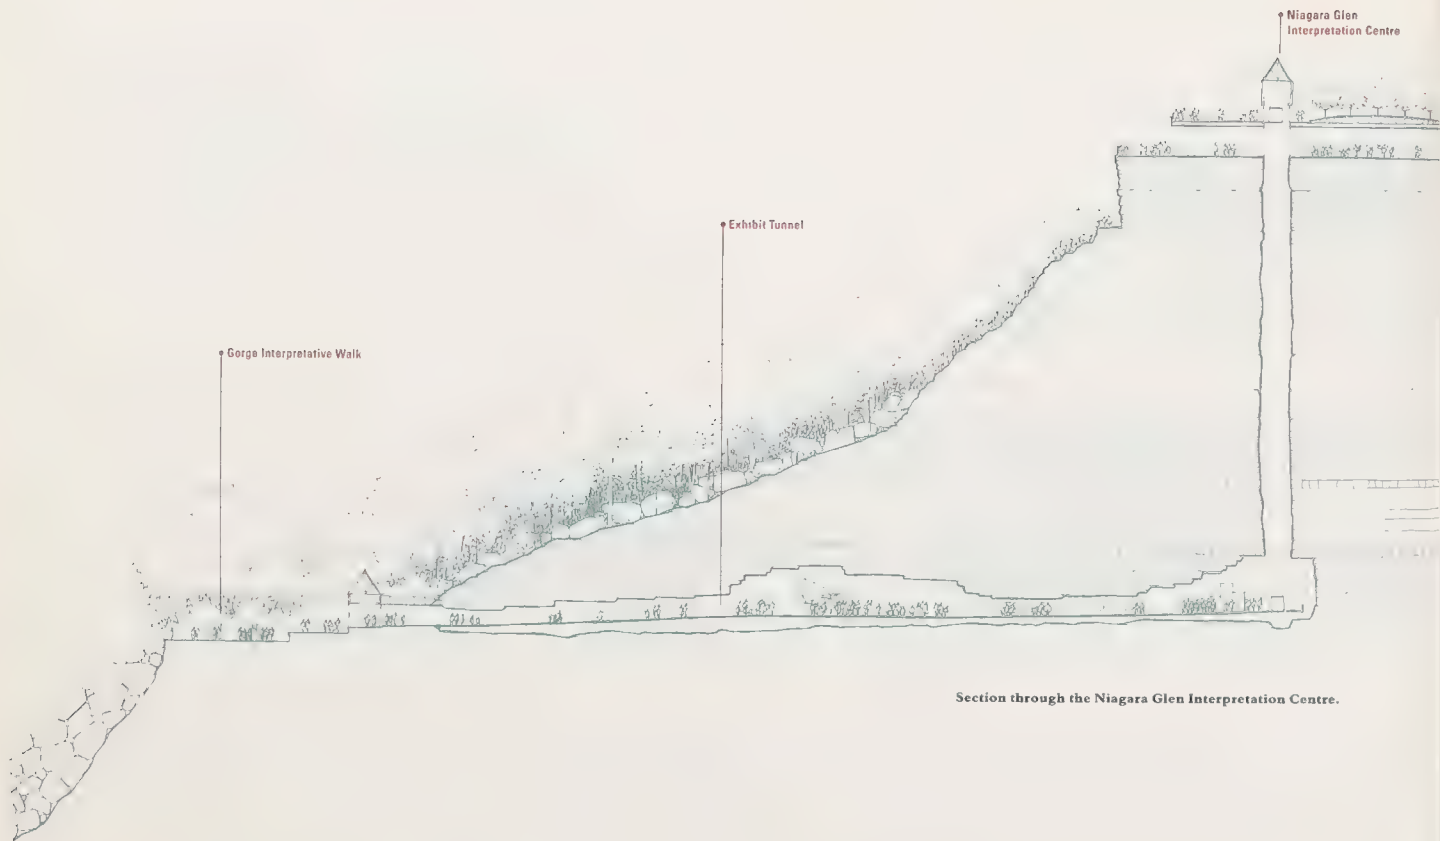 Niagara Glen
Interpretation Centre
Exhibit Tunnel
Gorge Interpretative Walk
Section through the Niagara Glen Interpretation Centre.